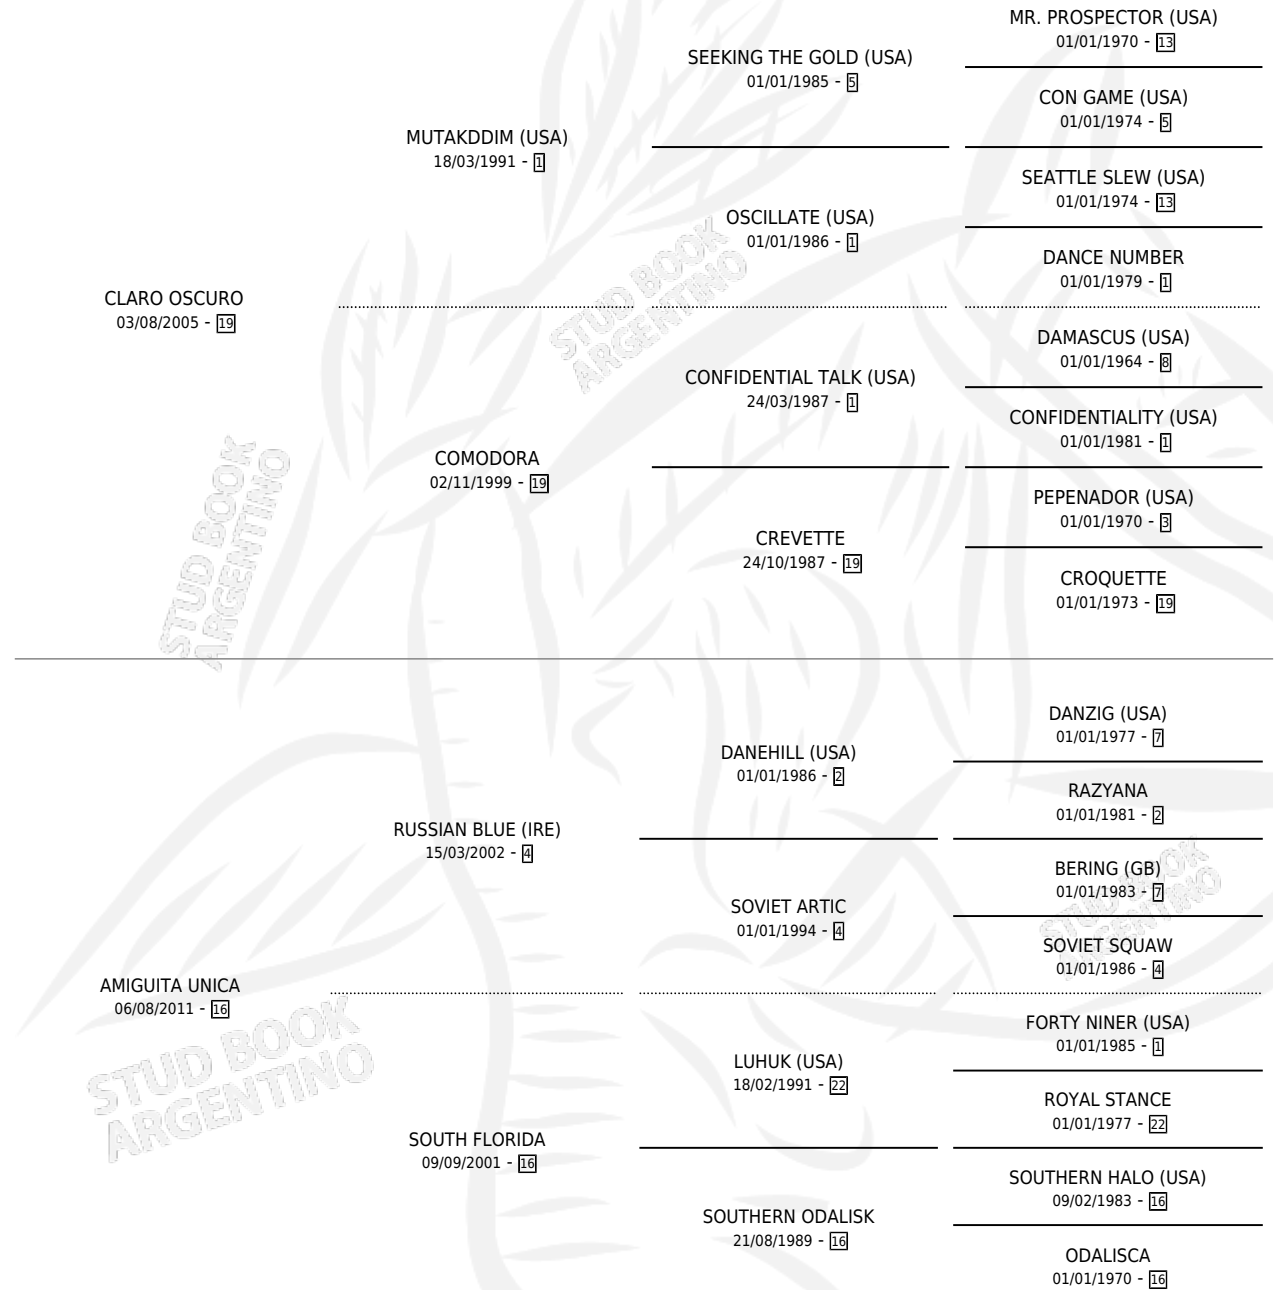 MR. PROSPECTOR (USA)
01/01/1970 - 13
SEEKING THE GOLD (USA)
01/01/1985 - 5
CON GAME (USA)
01/01/1974 - 5
MUTAKDDIM (USA)
18/03/1991 - 1
SEATTLE SLEW (USA)
01/01/1974 - 13
OSCILLATE (USA)
01/01/1986 - 1
DANCE NUMBER
01/01/1979 - 1
STUD BOOK
ARGENTINO
CLARO OSCURO
03/08/2005 - 19
DAMASCUS (USA)
01/01/1964 - 8
CONFIDENTIAL TALK (USA)
24/03/1987 - 1
CONFIDENTIALITY (USA)
01/01/1981 - 1
COMODORA
02/11/1999 - 19
PEPENADOR (USA)
01/01/1970 - 3
CREVETTE
24/10/1987 - 19
CROQUETTE
01/01/1973 - 19
STUD BOOK
ARGENTINO
DANZIG (USA)
01/01/1977 - 7
DANEHILL (USA)
01/01/1986 - 2
RAZYANA
01/01/1981 - 2
RUSSIAN BLUE (IRE)
15/03/2002 - 4
BERING (GB)
01/01/1983 - 7
STUD BOOK
ARGENTINO
SOVIET ARTIC
01/01/1994 - 4
SOVIET SQUAW
01/01/1986 - 4
AMIGUITA UNICA
06/08/2011 - 16
FORTY NINER (USA)
01/01/1985 - 1
STUD BOOK
ARGENTINO
LUHUK (USA)
18/02/1991 - 22
ROYAL STANCE
01/01/1977 - 22
SOUTH FLORIDA
09/09/2001 - 16
SOUTHERN HALO (USA)
09/02/1983 - 16
SOUTHERN ODALISK
21/08/1989 - 16
ODALISCA
01/01/1970 - 16